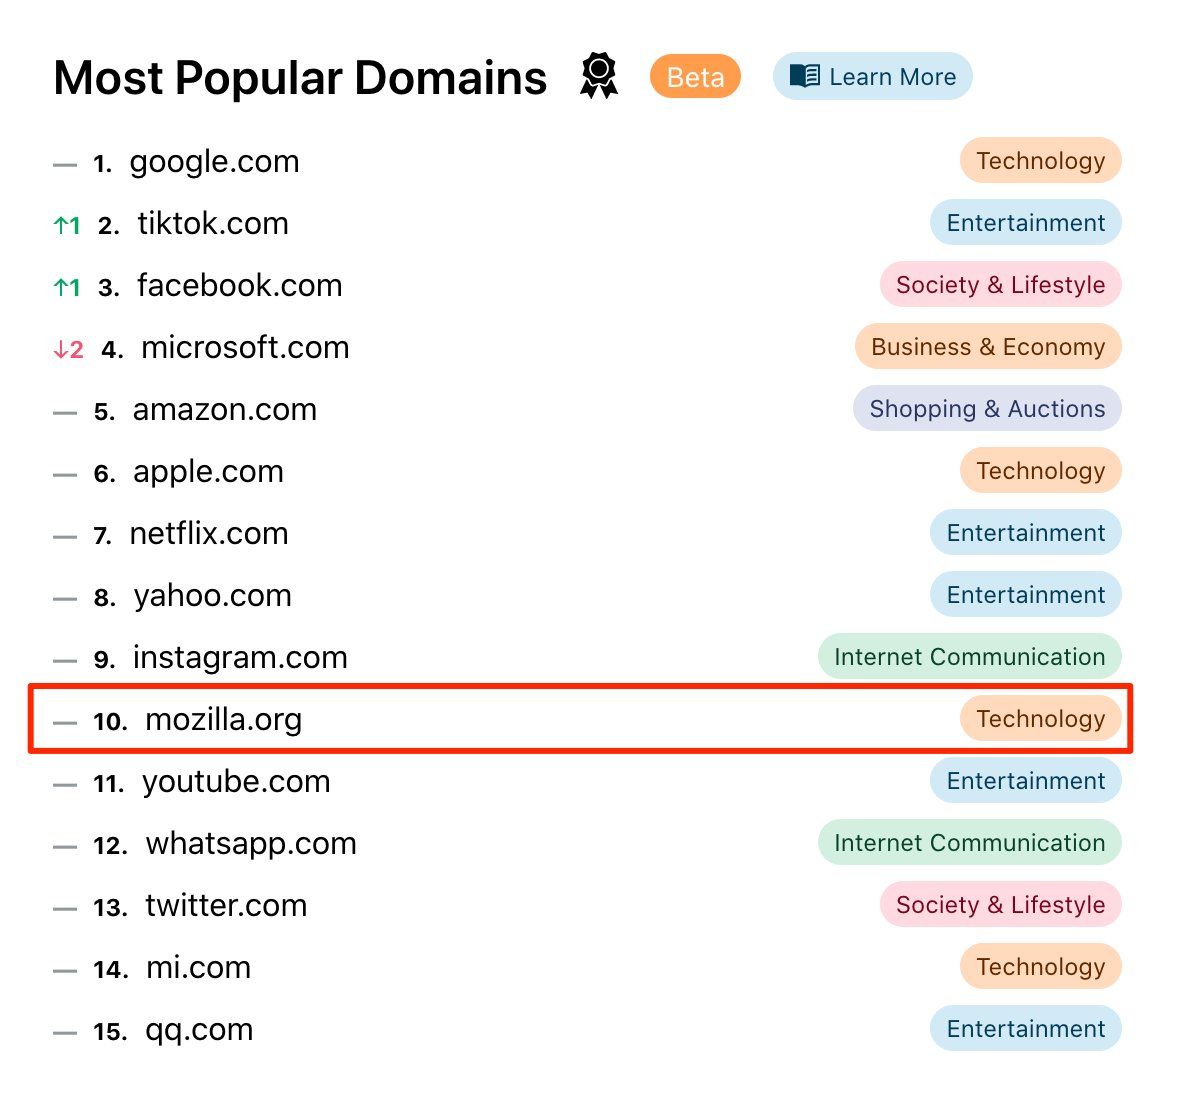 Most Popular Domains Beta Learn More
— 1. google.com Technology
↑1 2. tiktok.com Entertainment
↑1 3. facebook.com Society & Lifestyle
↓2 4. microsoft.com Business & Economy
— 5. amazon.com Shopping & Auctions
— 6. apple.com Technology
— 7. netflix.com Entertainment
— 8. yahoo.com Entertainment
— 9. instagram.com Internet Communication
— 10. mozilla.org Technology
— 11. youtube.com Entertainment
— 12. whatsapp.com Internet Communication
— 13. twitter.com Society & Lifestyle
— 14. mi.com Technology
— 15. qq.com Entertainment